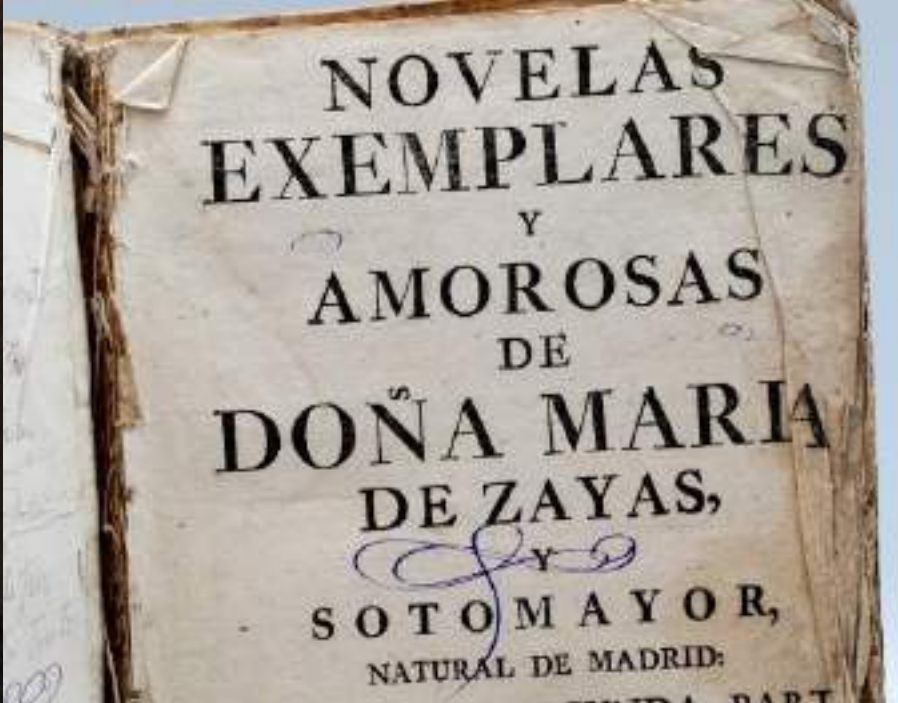 NOVELAS
EXEMPLARES
Y
AMOROSAS
DE
DOÑA MARIA
DE ZAYAS,
Y
SOTOMAYOR,
NATURAL DE MADRID: